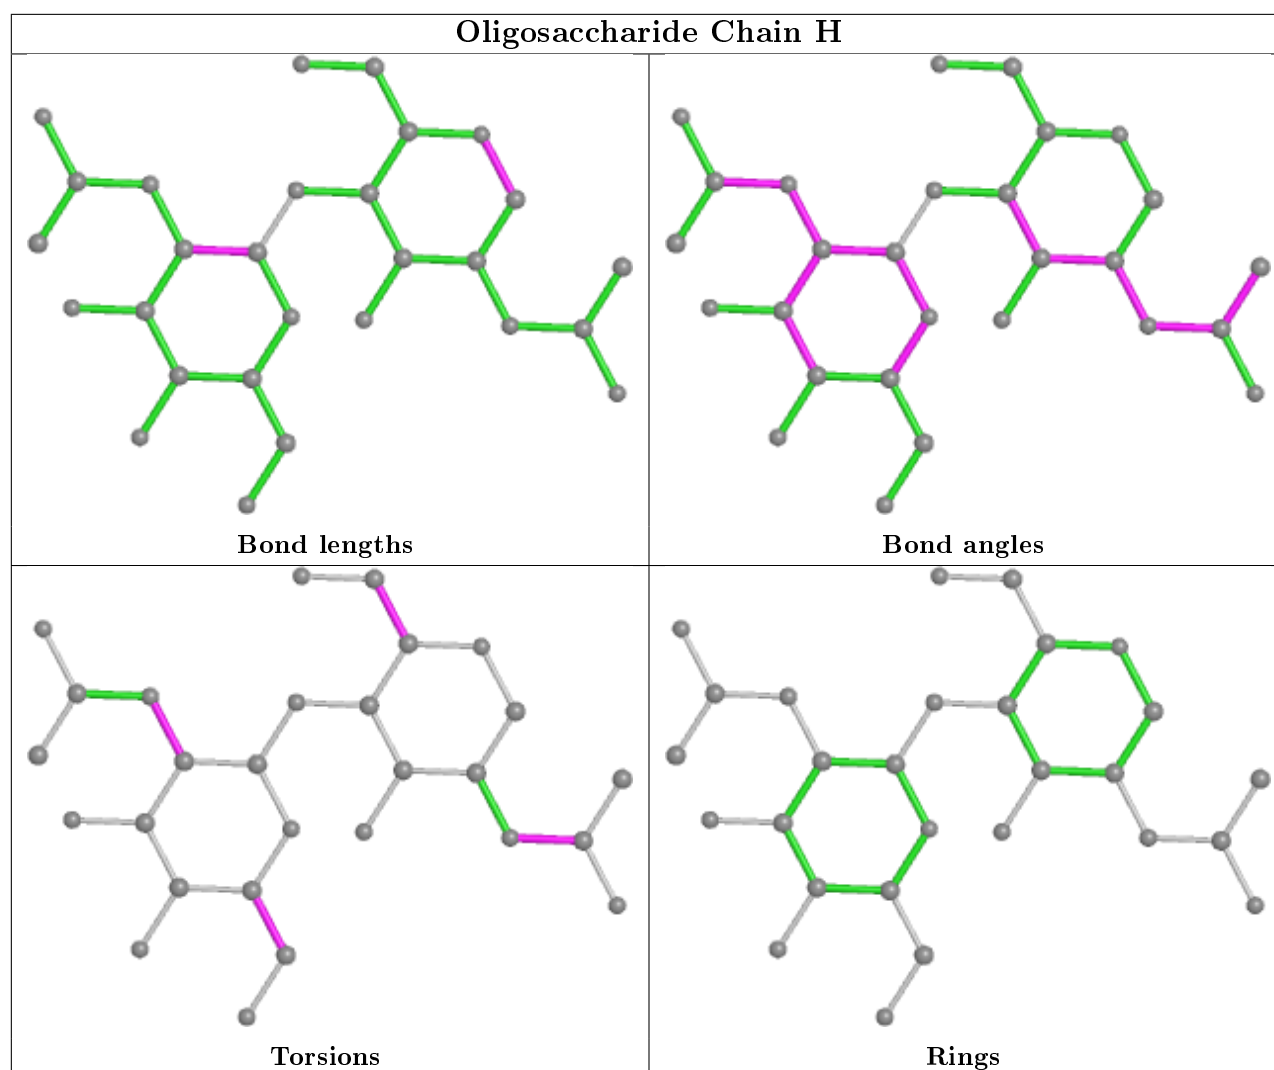 Oligosaccharide Chain H
Bond lengths
Bond angles
Torsions
Rings